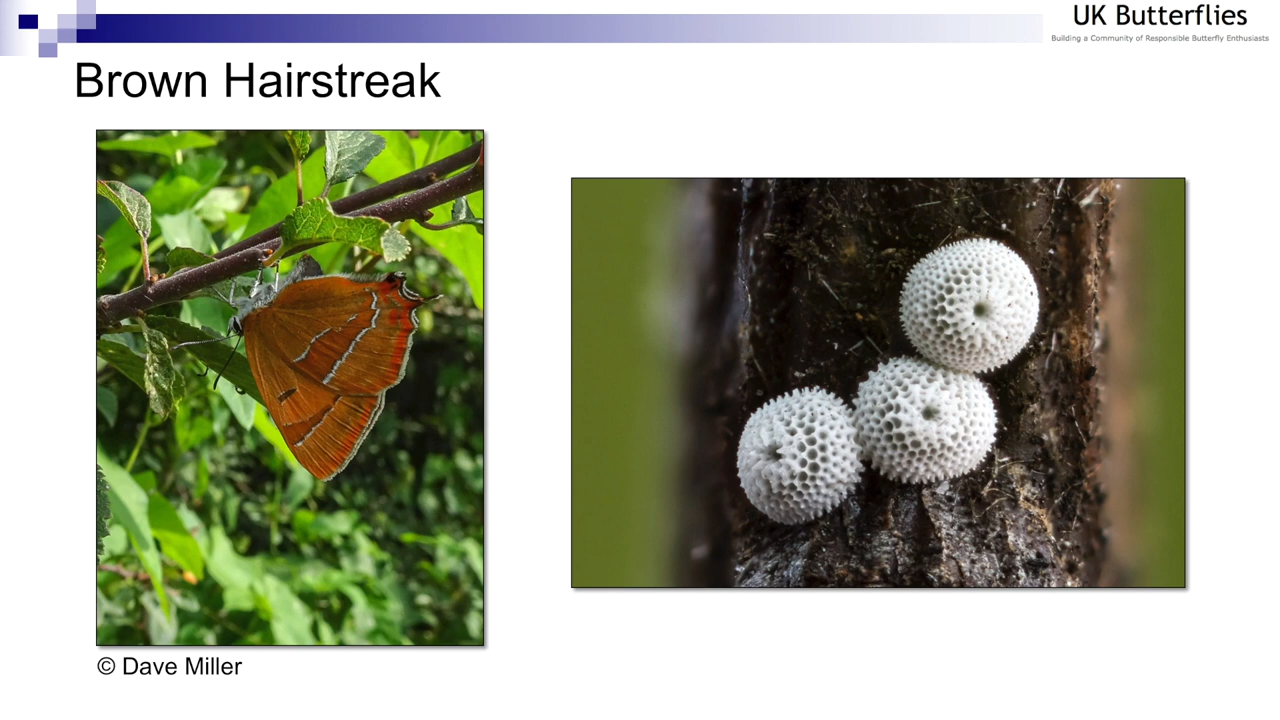 UK Butterflies
Building a Community of Responsible Butterfly Enthusiasts
Brown Hairstreak
© Dave Miller